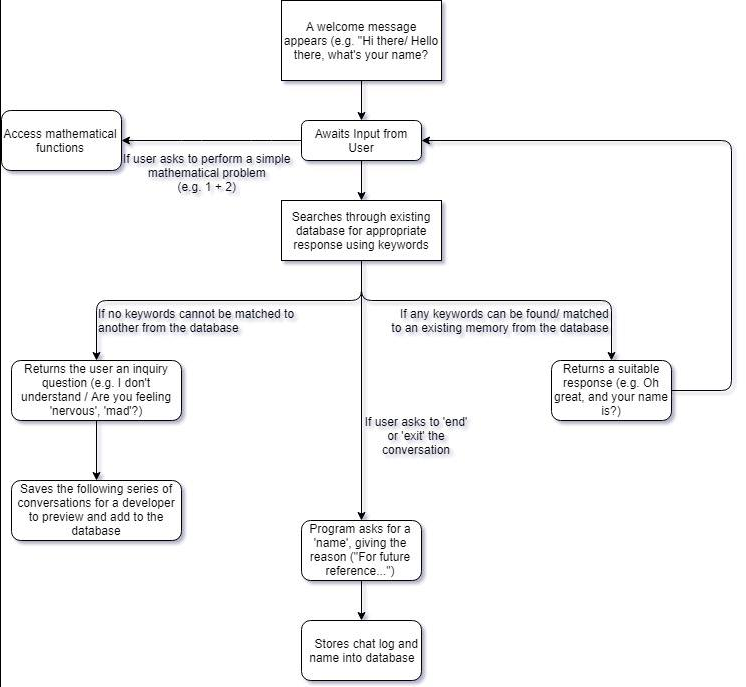 A welcome message
appears (e.g. "Hi there/ Hello
there, what's your name?
Awaits Input from
User
Access mathematical
functions
If user asks to perform a simple
mathematical problem
(e.g. 1 + 2)
Searches through existing
database for appropriate
response using keywords
If no keywords cannot be matched to
another from the database
If any keywords can be found/ matched
to an existing memory from the database
Returns the user an inquiry
question (e.g. I don't
understand / Are you feeling
'nervous', 'mad'?)
Returns a suitable
response (e.g. Oh
great, and your name
is?)
If user asks to 'end'
or 'exit' the
conversation
Saves the following series of
conversations for a developer
to preview and add to the
database
Program asks for a
'name', giving the
reason ("For future
reference...")
Stores chat log and
name into database